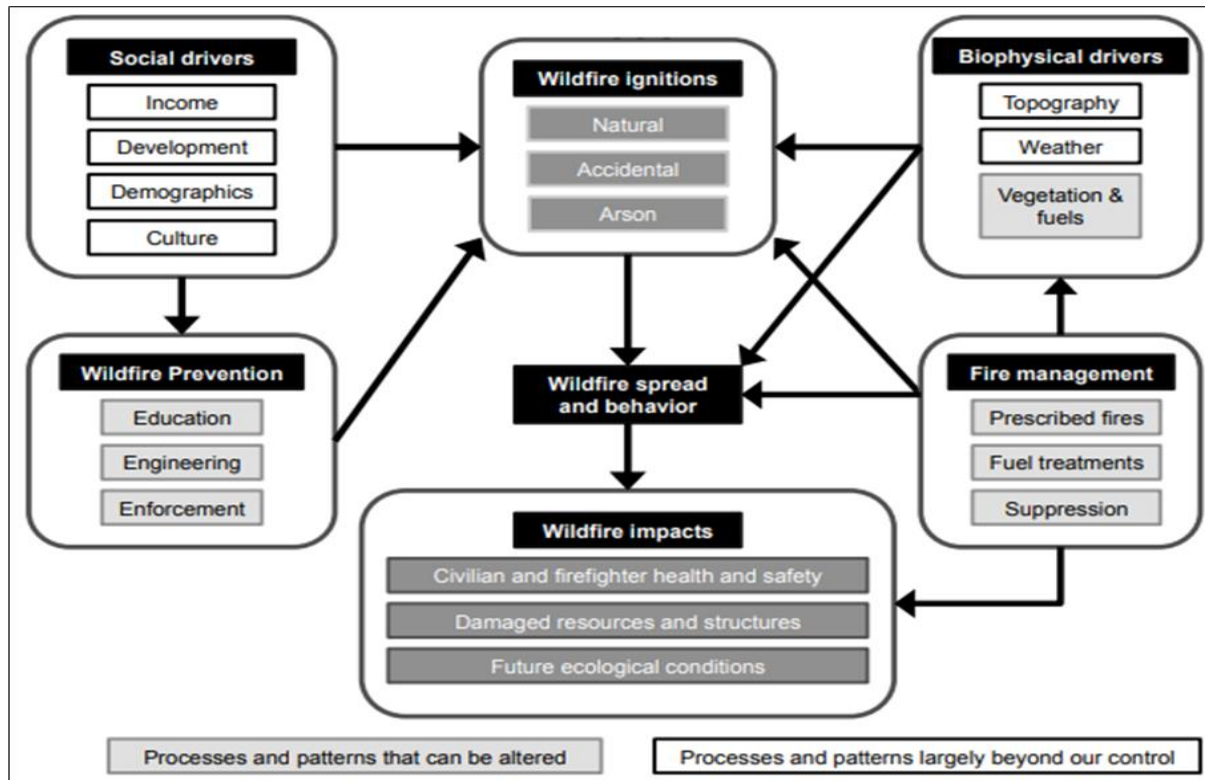 Social drivers
Income
Development
Demographics
Culture
Wildfire ignitions
Natural
Accidental
Arson
Biophysical drivers
Topography
Weather
Vegetation &
fuels
Wildfire Prevention
Education
Engineering
Enforcement
Wildfire spread
and behavior
Fire management
Prescribed fires
Fuel treatments
Suppression
Wildfire impacts
Civilian and firefighter health and safety
Damaged resources and structures
Future ecological conditions
Processes and patterns that can be altered
Processes and patterns largely beyond our control